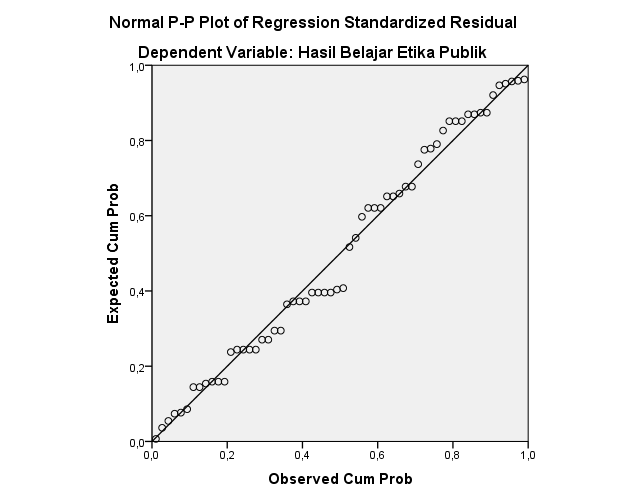 Normal P-P Plot of Regression Standardized Residual
Dependent Variable: Hasil Belajar Etika Publik
1,0
0,8
0,6
0,4
0,2
0,0
Expected Cum Prob
0,0 0,2 0,4 0,6 0,8 1,0
Observed Cum Prob